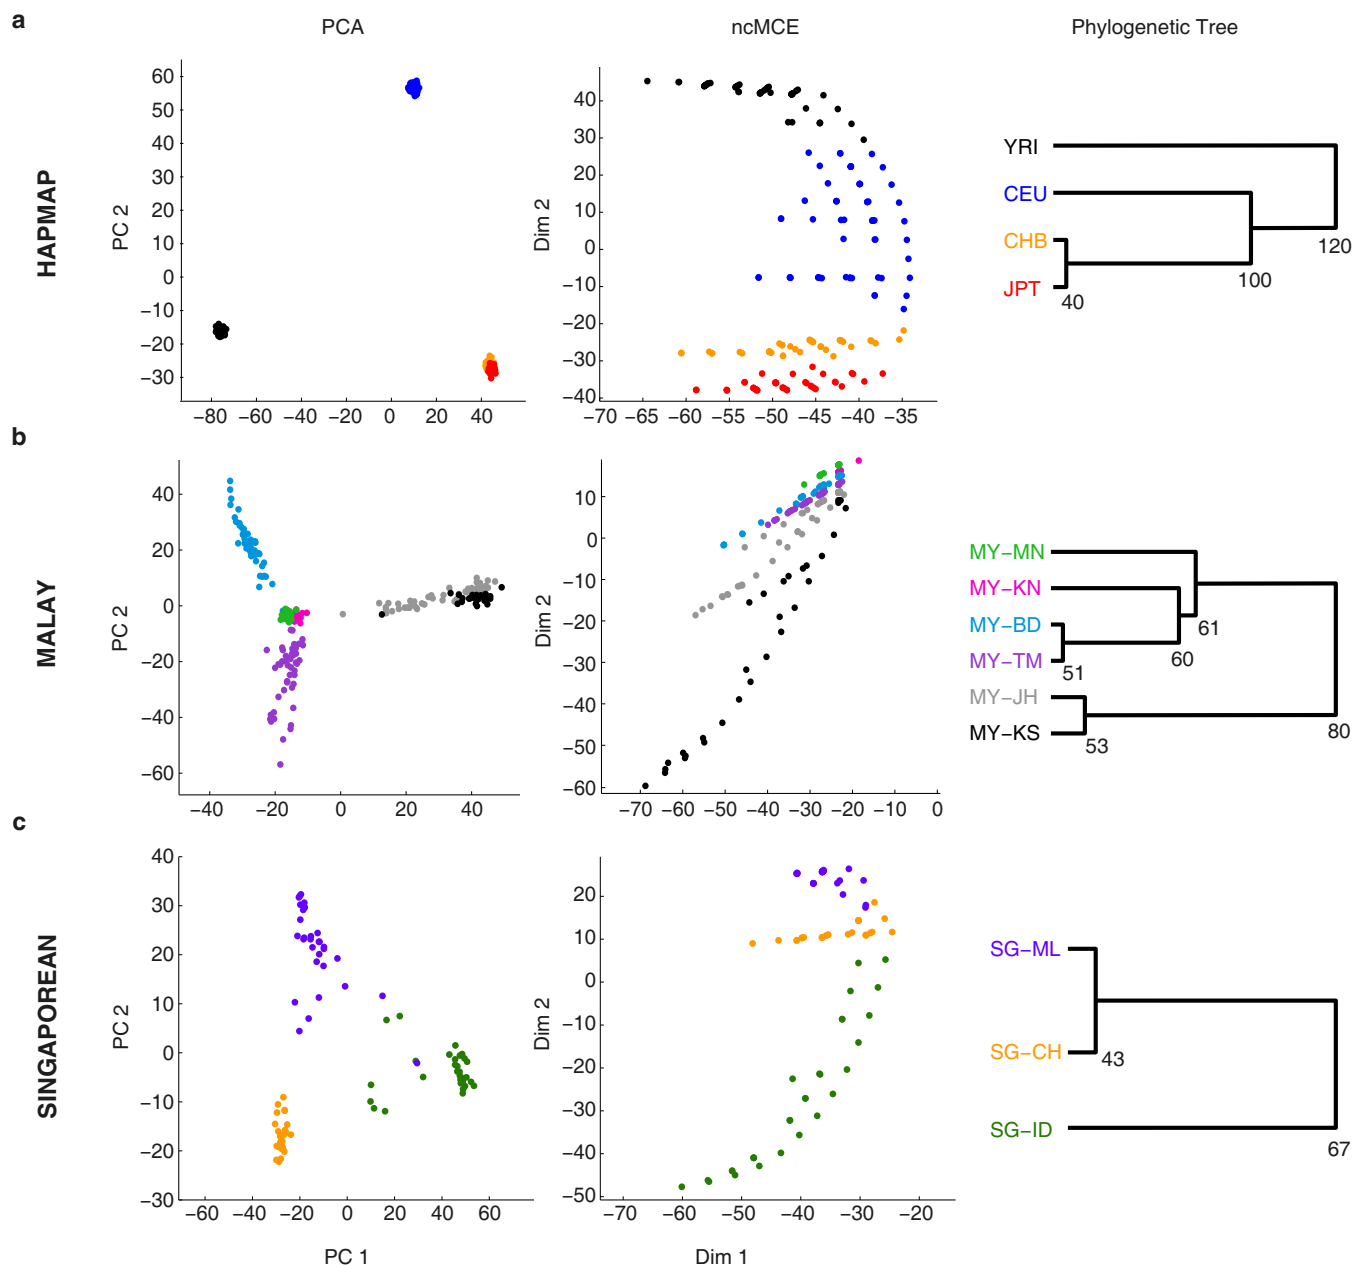 a
PCA
ncMCE
Phylogenetic Tree
HAPMAP
PC 2
60
50
40
30
20
10
0
−10
−20
−30
−80 −60 −40 −20 0 20 40
Dim 2
40
30
20
10
0
−10
−20
−30
−40
−70 −65 −60 −55 −50 −45 −40 −35
YRI
CEU
CHB
JPT
40
100
120
b
MALAY
PC 2
40
20
0
−20
−40
−60
−40 −20 0 20 40
Dim 2
10
0
−10
−20
−30
−40
−50
−60
−70 −60 −50 −40 −30 −20 −10 0
MY−MN
MY−KN
MY−BD
MY−TM
MY−JH
MY−KS
51
60
61
53
80
c
SINGAPOREAN
PC 2
40
30
20
10
0
−10
−20
−30
−60 −40 −20 0 20 40 60
PC 1
Dim 2
20
10
0
−10
−20
−30
−40
−50
−70 −60 −50 −40 −30 −20
Dim 1
SG−ML
SG−CH
SG−ID
43
67